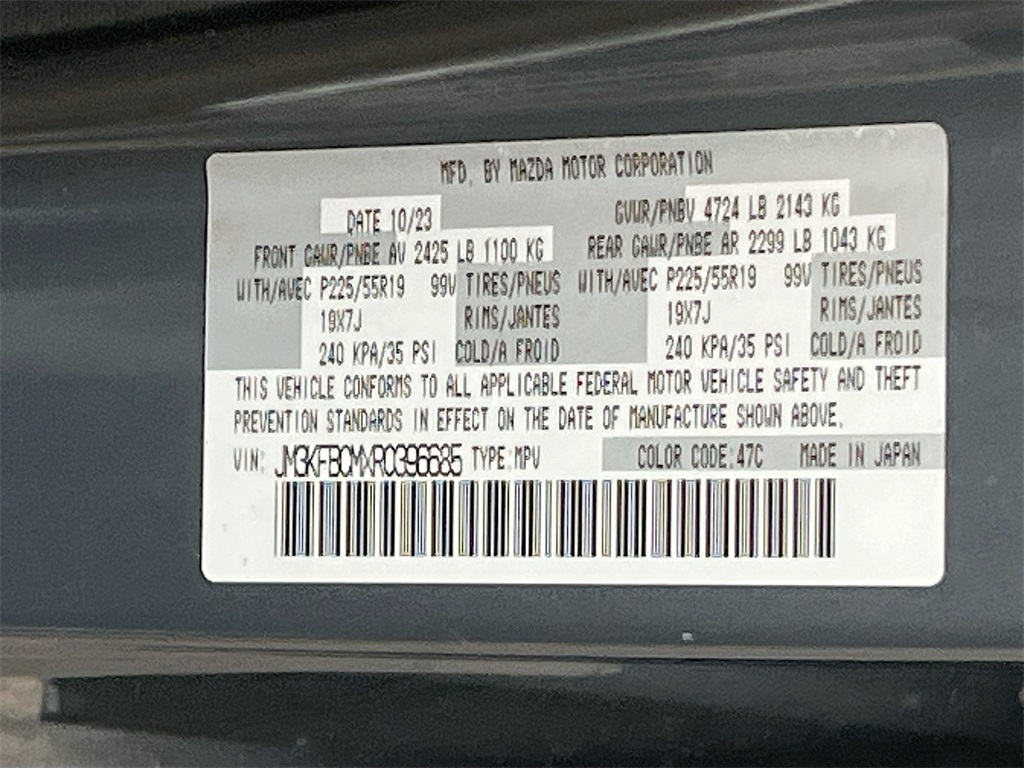 MFD. BY MAZDA MOTOR CORPORATION
DATE 10/23 GVWR/PNBV 4724 LB 2143 KG
FRONT GAWR/PNBE AV 2425 LB 1100 KG REAR GAWR/PNBE AR 2299 LB 1043 KG
WITH/AVEC P225/55R19 99V TIRES/PNEUS WITH/AVEC P225/55R19 99V TIRES/PNEUS
19X7J RIMS/JANTES 19X7J RIMS/JANTES
240 KPA/35 PSI COLD/A FROID 240 KPA/35 PSI COLD/A FROID
THIS VEHICLE CONFORMS TO ALL APPLICABLE FEDERAL MOTOR VEHICLE SAFETY AND THEFT
PREVENTION STANDARDS IN EFFECT ON THE DATE OF MANUFACTURE SHOWN ABOVE.
VIN: JM3KFBCMXR0396685 TYPE:MPV COLOR CODE:47C MADE IN JAPAN